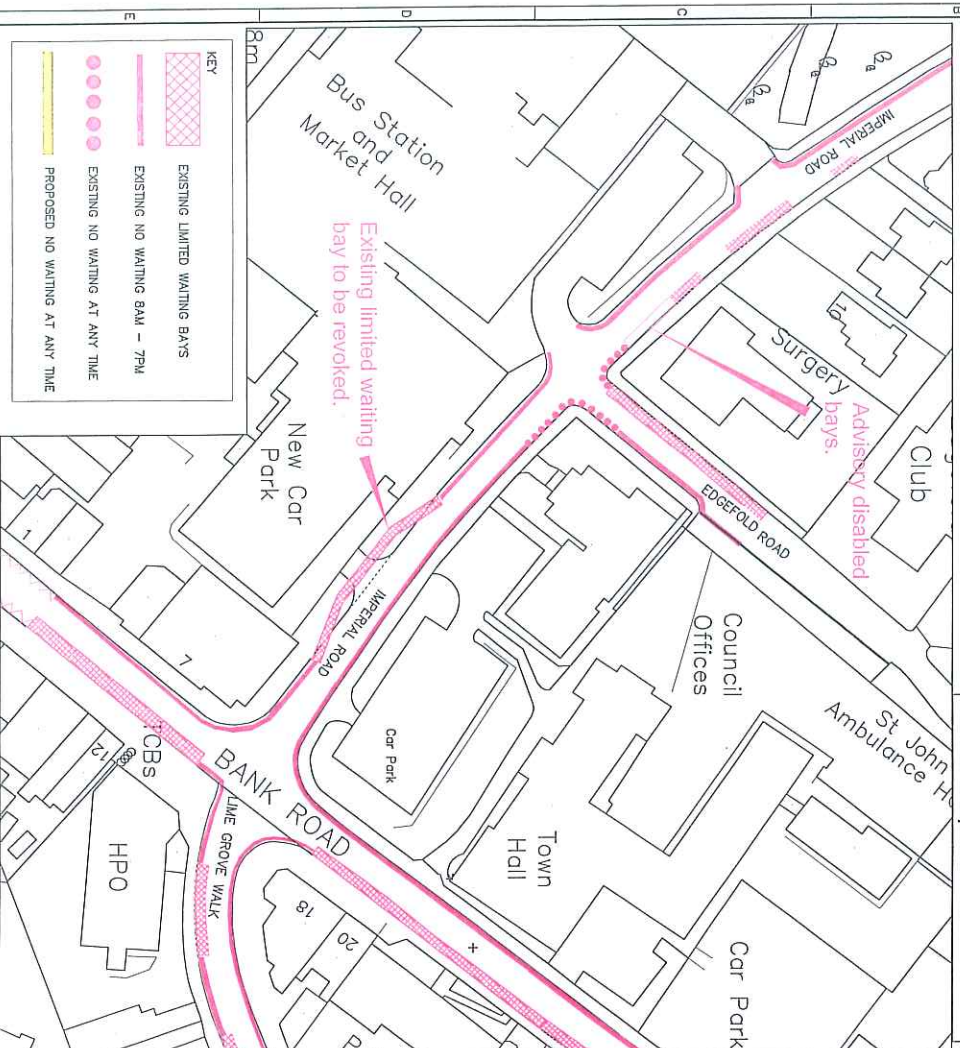 E
D
C
B
KEY
EXISTING LIMITED WAITING BAYS
EXISTING NO WAITING 8AM – 7PM
EXISTING NO WAITING AT ANY TIME
PROPOSED NO WAITING AT ANY TIME
8m
Bus Station
and
Market Hall
IMPERIAL ROAD
Existing limited waiting
bay to be revoked.
Surgery
19
Advisory disabled
bays.
Club
EDGEFOLD ROAD
New Car
Park
IMPERIAL ROAD
Council
Offices
St John
Ambulance
Car Park
Town
Hall
Car Park
1
7
BANK ROAD
TCBs
12
HPO
LIME GROVE WALK
18
20